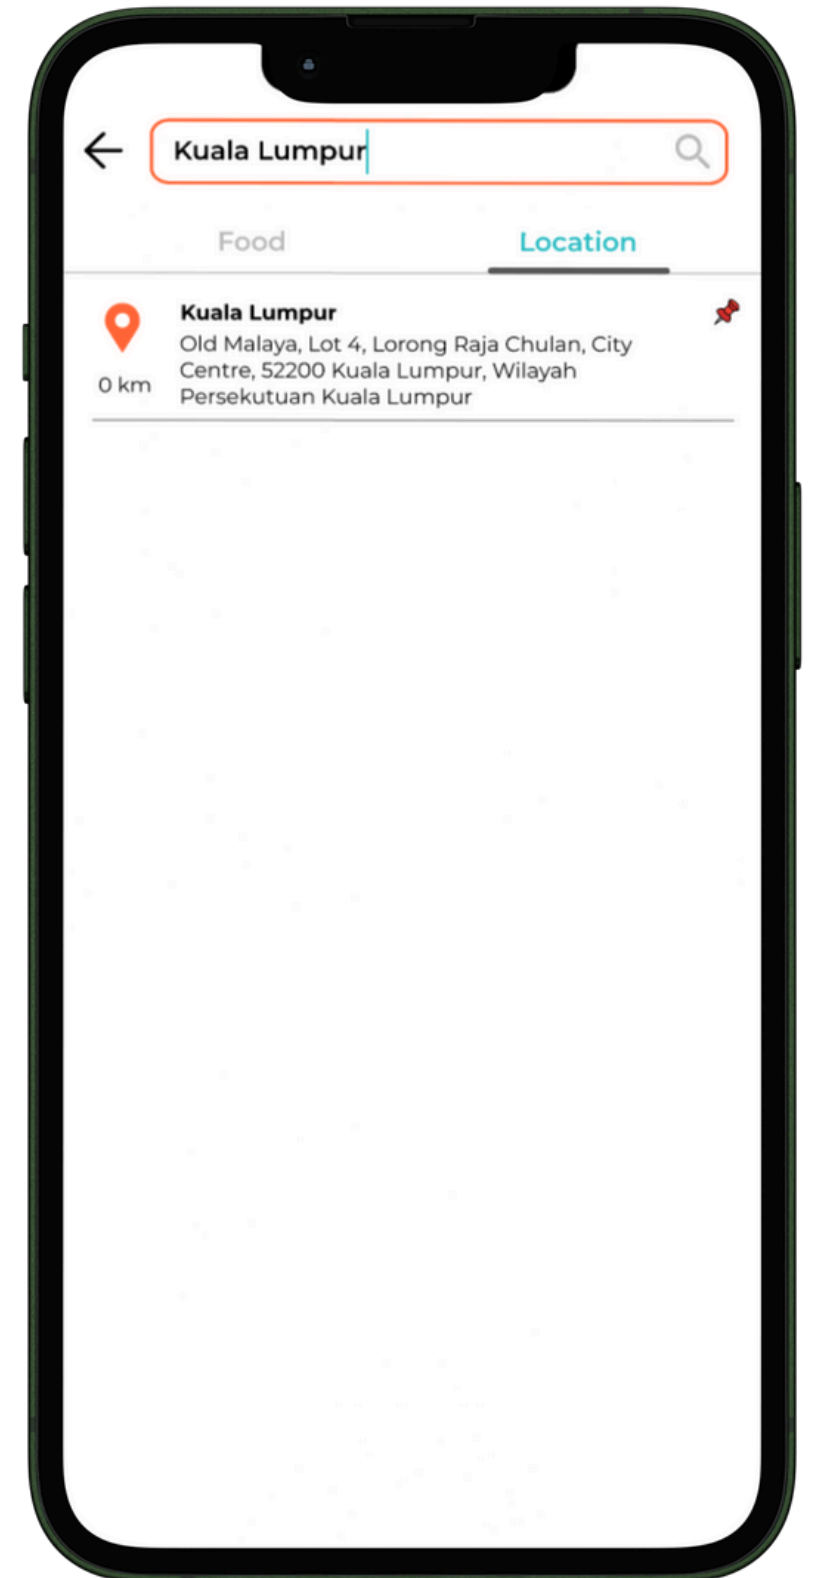 Kuala Lumpur
Food
Location
Kuala Lumpur
Old Malaya, Lot 4, Lorong Raja Chulan, City
Centre, 52200 Kuala Lumpur, Wilayah
Persekutuan Kuala Lumpur
0 km